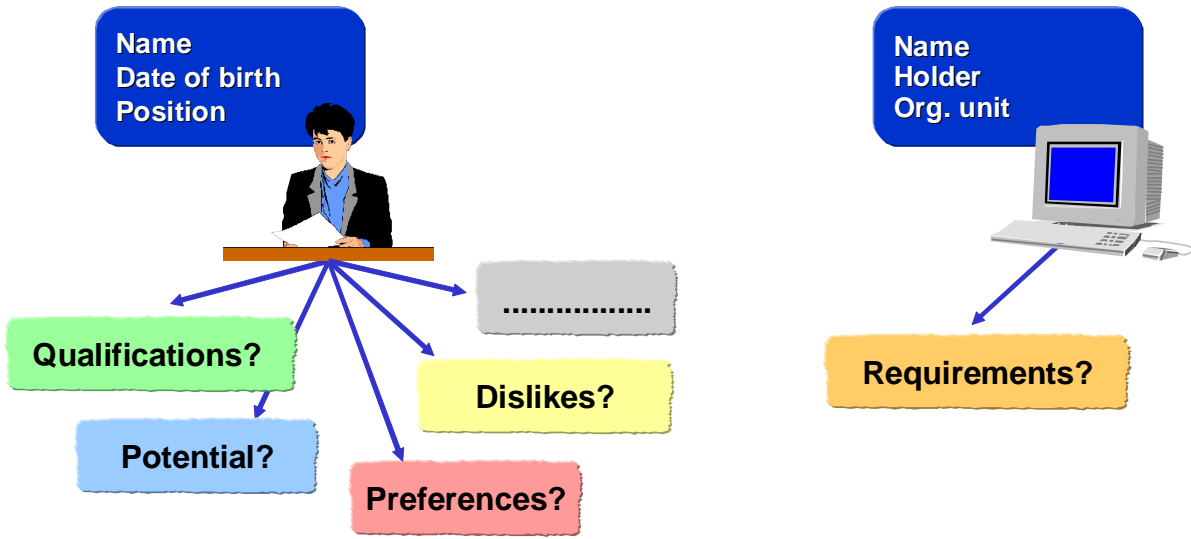 Name
Date of birth
Position
Name
Holder
Org. unit
.................
Qualifications?
Dislikes?
Requirements?
Potential?
Preferences?